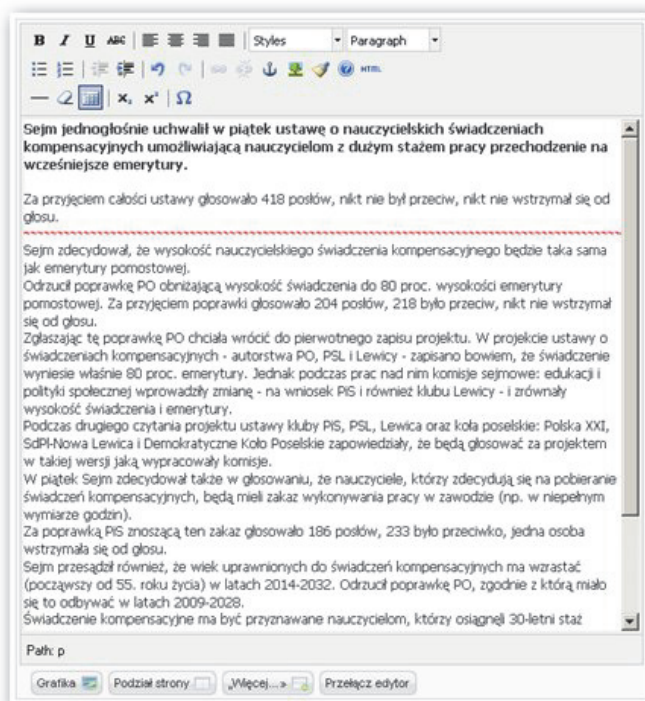 B I U ABC Styles Paragraph
HTML
x₂ x² Ω
Sejm jednogłośnie uchwalił w piątek ustawę o nauczycielskich świadczeniach
kompensacyjnych umożliwiającą nauczycielom z dużym stażem pracy przechodzenie na
wcześniejsze emerytury.
Za przyjęciem całości ustawy głosowało 418 posłów, nikt nie był przeciw, nikt nie wstrzymał się od
głosu.
Sejm zdecydował, że wysokość nauczycielskiego świadczenia kompensacyjnego będzie taka sama
jak emerytury pomostowej.
Odrzucił poprawkę PO obniżającą wysokość świadczenia do 80 proc. wysokości emerytury
pomostowej. Za przyjęciem poprawki głosowało 204 posłów, 218 było przeciw, nikt nie wstrzymał
się od głosu.
Zgłaszając tę poprawkę PO chciała wrócić do pierwotnego zapisu projektu. W projekcie ustawy o
świadczeniach kompensacyjnych - autorstwa PO, PSL i Lewicy - zapisano bowiem, że świadczenie
wyniesie właśnie 80 proc. emerytury. Jednak podczas prac nad nim komisje sejmowe: edukacji i
polityki społecznej wprowadziły zmianę - na wniosek PiS i również klubu Lewicy - i zrównały
wysokość świadczenia i emerytury.
Podczas drugiego czytania projektu ustawy kluby PiS, PSL, Lewica oraz koła poselskie: Polska XXI,
SdPl-Nowa Lewica i Demokratyczne Koło Poselskie zapowiedziały, że będą głosować za projektem
w takiej wersji jaką wypracowały komisje.
W piątek Sejm zdecydował także w głosowaniu, że nauczyciele, którzy zdecydują się na pobieranie
świadczeń kompensacyjnych, będą mieli zakaz wykonywania pracy w zawodzie (np. w niepełnym
wymiarze godzin).
Za poprawką PiS znoszącą ten zakaz głosowało 186 posłów, 233 było przeciwko, jedna osoba
wstrzymała się od głosu.
Sejm przesądził również, że wiek uprawnionych do świadczeń kompensacyjnych ma wzrastać
(począwszy od 55. roku życia) w latach 2014-2032. Odrzucił poprawkę PO, zgodnie z którą miało
się to odbywać w latach 2009-2028.
Świadczenie kompensacyjne ma być przyznawane nauczycielom, którzy osiągnęli 30-letni staż
Path: p
Grafika Podział strony „Więcej...» Przełącz edytor